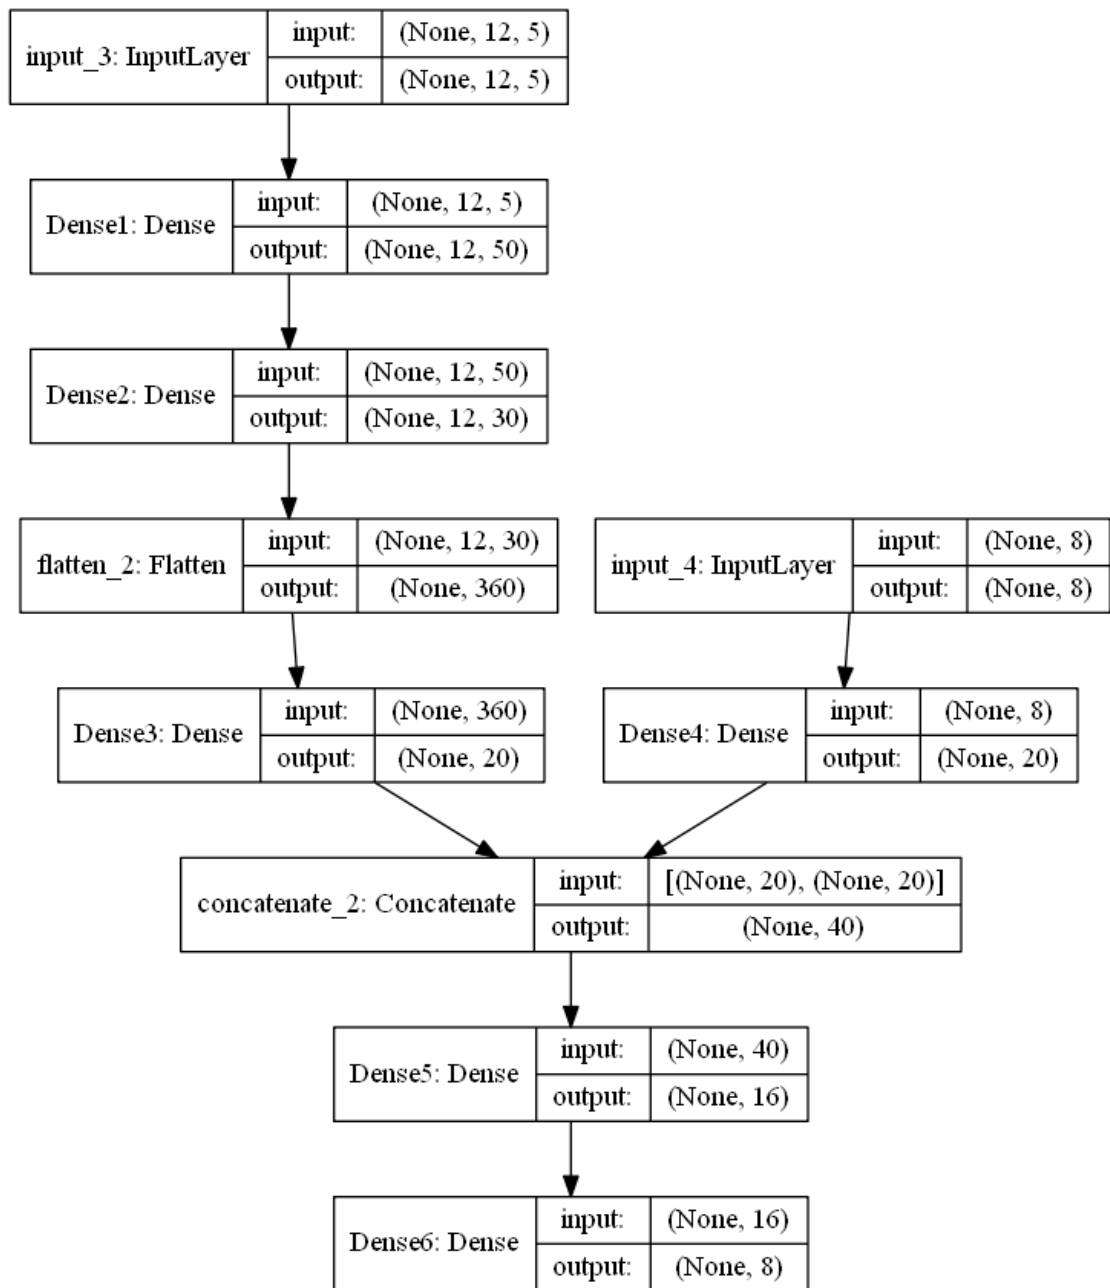 input_3: InputLayer
input: (None, 12, 5)
output: (None, 12, 5)
Dense1: Dense
input: (None, 12, 5)
output: (None, 12, 50)
Dense2: Dense
input: (None, 12, 50)
output: (None, 12, 30)
flatten_2: Flatten
input: (None, 12, 30)
output: (None, 360)
input_4: InputLayer
input: (None, 8)
output: (None, 8)
Dense3: Dense
input: (None, 360)
output: (None, 20)
Dense4: Dense
input: (None, 8)
output: (None, 20)
concatenate_2: Concatenate
input: [(None, 20), (None, 20)]
output: (None, 40)
Dense5: Dense
input: (None, 40)
output: (None, 16)
Dense6: Dense
input: (None, 16)
output: (None, 8)